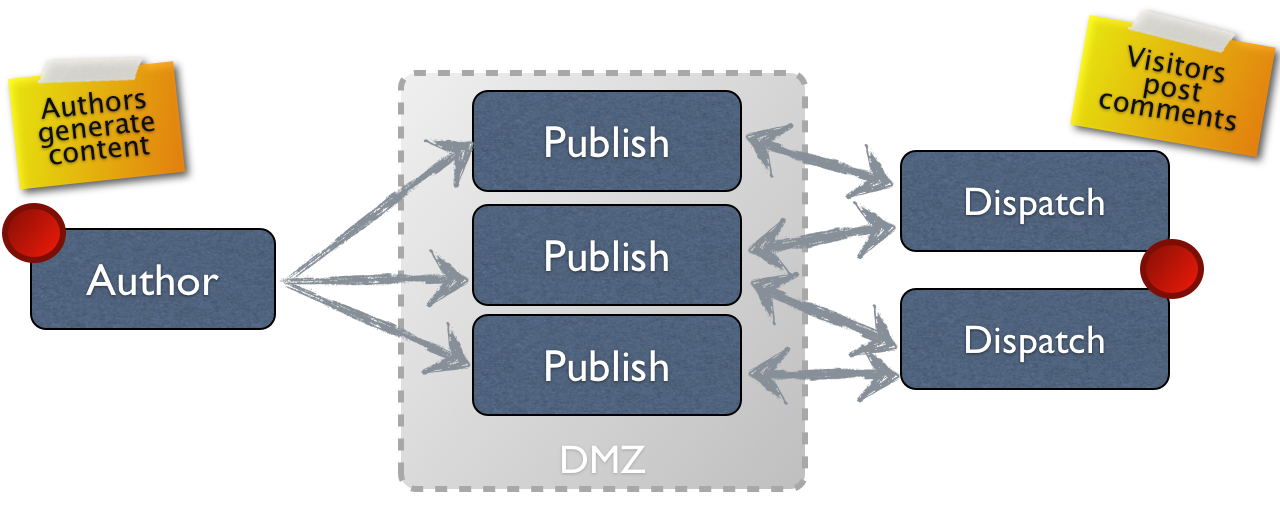 Authors
generate
content
Author
Publish
Publish
Publish
DMZ
Visitors
post
comments
Dispatch
Dispatch